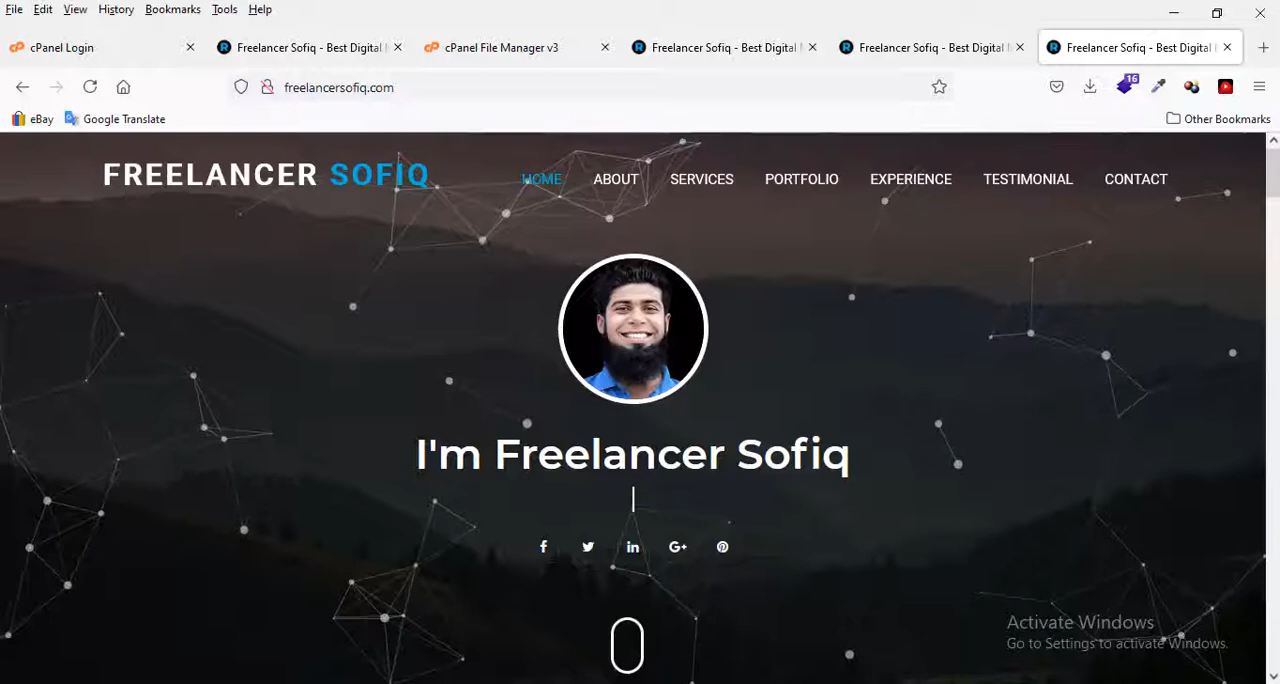 File Edit View History Bookmarks Tools Help
cPanel Login Freelancer Sofiq - Best Digital cPanel File Manager v3 Freelancer Sofiq - Best Digital Freelancer Sofiq - Best Digital Freelancer Sofiq - Best Digital
freelancersofiq.com 16
eBay Google Translate Other Bookmarks
FREELANCER SOFIQ HOME ABOUT SERVICES PORTFOLIO EXPERIENCE TESTIMONIAL CONTACT
I'm Freelancer Sofiq
Activate Windows
Go to Settings to activate Windows.